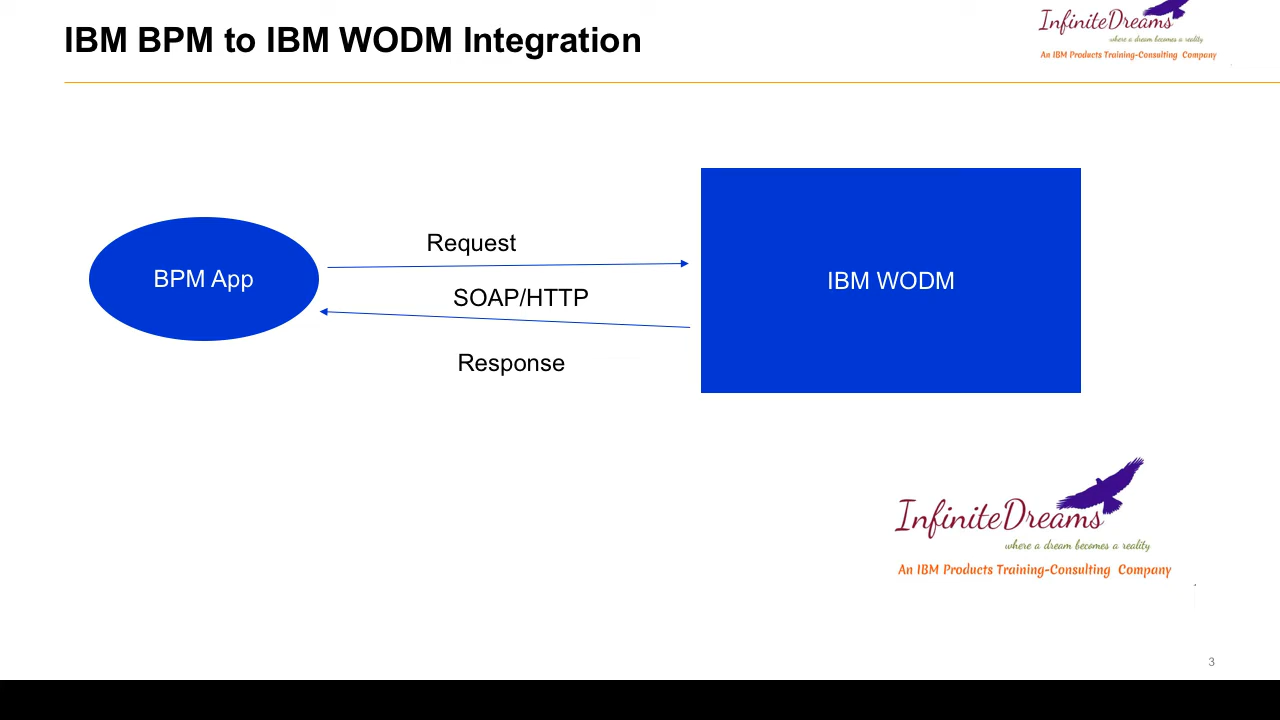 IBM BPM to IBM WODM Integration
InfiniteDreams
where a dream becomes a reality
An IBM Products Training-Consulting Company
Request
BPM App
IBM WODM
SOAP/HTTP
Response
InfiniteDreams
where a dream becomes a reality
An IBM Products Training-Consulting Company
3